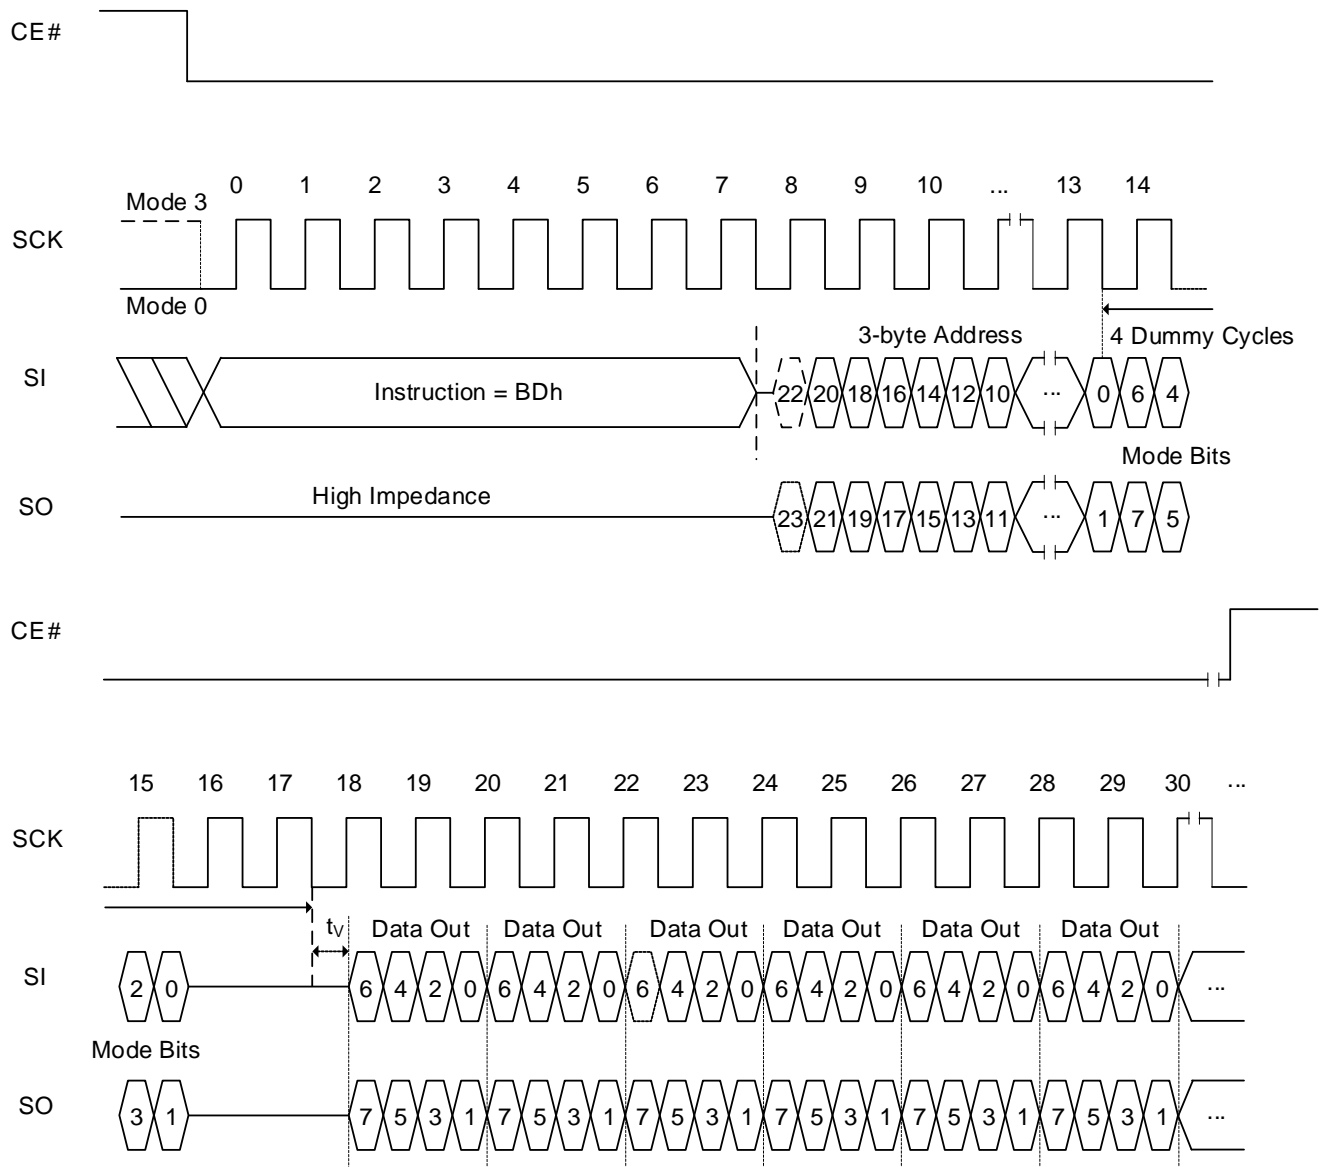 CE#
0 1 2 3 4 5 6 7 8 9 10 ... 13 14
Mode 3
SCK
Mode 0
3-byte Address
4 Dummy Cycles
SI
Instruction = BDh
22 20 18 16 14 12 10 ... 0 6 4
Mode Bits
High Impedance
SO
23 21 19 17 15 13 11 ... 1 7 5
CE#
15 16 17 18 19 20 21 22 23 24 25 26 27 28 29 30 ...
SCK
tV Data Out Data Out Data Out Data Out Data Out Data Out
SI
2 0 6 4 2 0 6 4 2 0 6 4 2 0 6 4 2 0 6 4 2 0 6 4 2 0 ...
Mode Bits
SO
3 1 7 5 3 1 7 5 3 1 7 5 3 1 7 5 3 1 7 5 3 1 7 5 3 1 ...